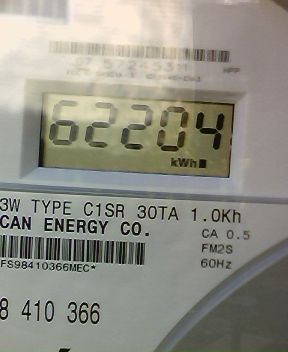 62204
kWh
3W TYPE C1SR 30TA 1.0Kh
CAN ENERGY CO.
CA 0.5
FM2S
FS98410366MEC*
60Hz
8 410 366